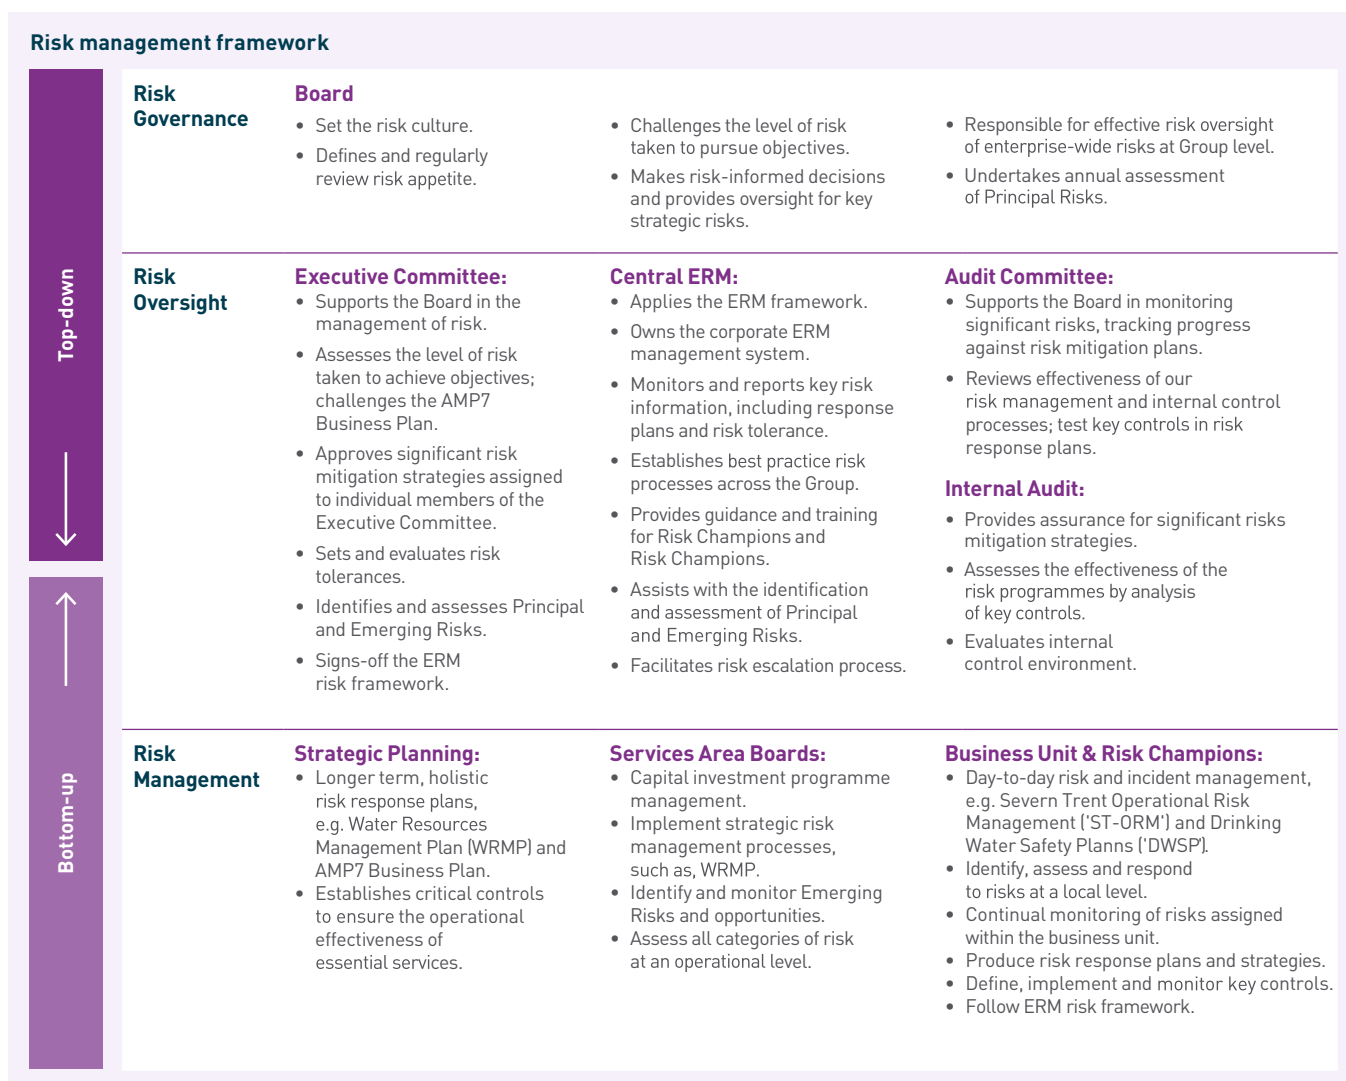 Risk management framework
Top-down
Bottom-up
Risk
Governance
Board
• Set the risk culture.
• Defines and regularly
review risk appetite.
• Challenges the level of risk
taken to pursue objectives.
• Makes risk-informed decisions
and provides oversight for key
strategic risks.
• Responsible for effective risk oversight
of enterprise-wide risks at Group level.
• Undertakes annual assessment
of Principal Risks.
Risk
Oversight
Executive Committee:
• Supports the Board in the
management of risk.
• Assesses the level of risk
taken to achieve objectives;
challenges the AMP7
Business Plan.
• Approves significant risk
mitigation strategies assigned
to individual members of the
Executive Committee.
• Sets and evaluates risk
tolerances.
• Identifies and assesses Principal
and Emerging Risks.
• Signs-off the ERM
risk framework.
Central ERM:
• Applies the ERM framework.
• Owns the corporate ERM
management system.
• Monitors and reports key risk
information, including response
plans and risk tolerance.
• Establishes best practice risk
processes across the Group.
• Provides guidance and training
for Risk Champions and
Risk Champions.
• Assists with the identification
and assessment of Principal
and Emerging Risks.
• Facilitates risk escalation process.
Audit Committee:
• Supports the Board in monitoring
significant risks, tracking progress
against risk mitigation plans.
• Reviews effectiveness of our
risk management and internal control
processes; test key controls in risk
response plans.
Internal Audit:
• Provides assurance for significant risks
mitigation strategies.
• Assesses the effectiveness of the
risk programmes by analysis
of key controls.
• Evaluates internal
control environment.
Risk
Management
Strategic Planning:
• Longer term, holistic
risk response plans,
e.g. Water Resources
Management Plan (WRMP) and
AMP7 Business Plan.
• Establishes critical controls
to ensure the operational
effectiveness of
essential services.
Services Area Boards:
• Capital investment programme
management.
• Implement strategic risk
management processes,
such as, WRMP.
• Identify and monitor Emerging
Risks and opportunities.
• Assess all categories of risk
at an operational level.
Business Unit & Risk Champions:
• Day-to-day risk and incident management,
e.g. Severn Trent Operational Risk
Management ('ST-ORM') and Drinking
Water Safety Planns ('DWSP').
• Identify, assess and respond
to risks at a local level.
• Continual monitoring of risks assigned
within the business unit.
• Produce risk response plans and strategies.
• Define, implement and monitor key controls.
• Follow ERM risk framework.